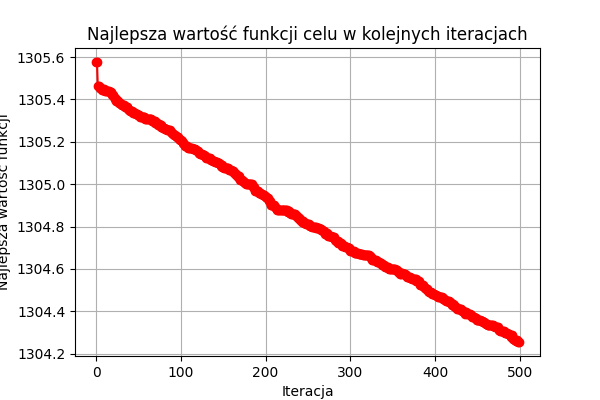 Najlepsza wartość funkcji celu w kolejnych iteracjach
Najlepsza wartość funkcji
1305.6
1305.4
1305.2
1305.0
1304.8
1304.6
1304.4
1304.2
0 100 200 300 400 500
Iteracja